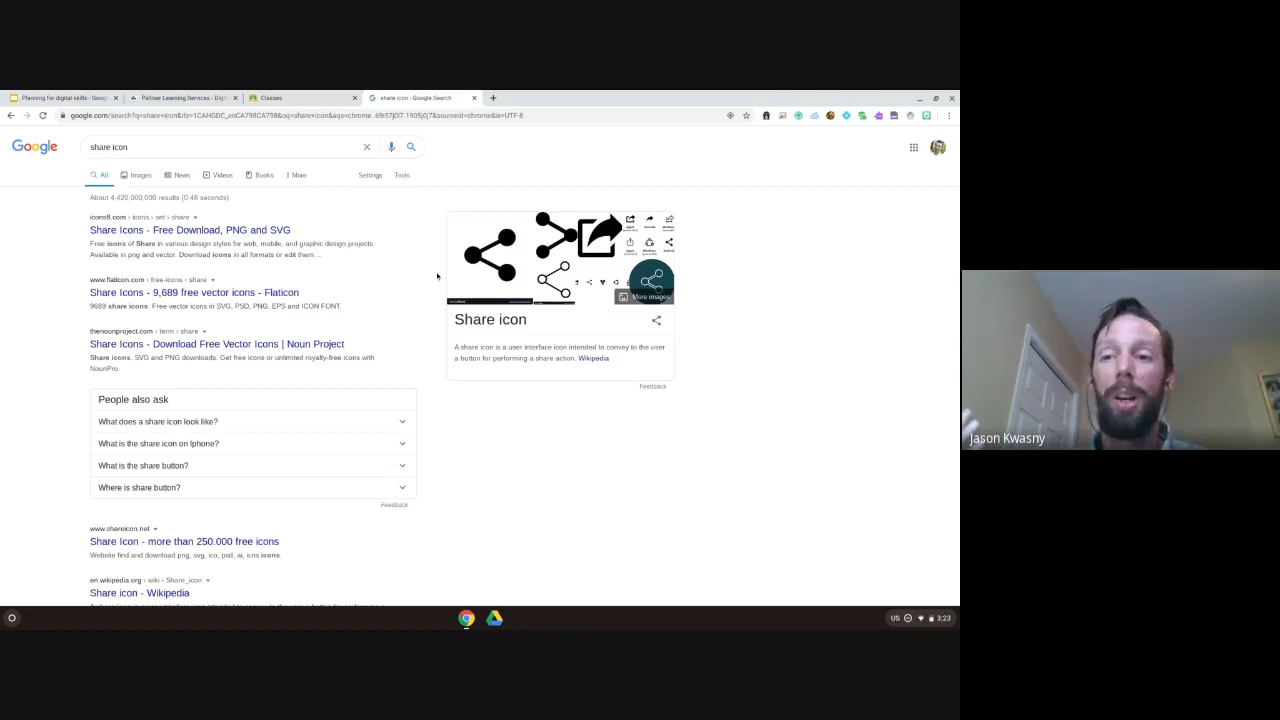 Planning for digital skills - Goog
Palliser Learning Services - Digi
Classes
share icon - Google Search
google.com/search?q=share+icon&rlz=1CAHGDC_enCA798CA798&oq=share+icon&aqs=chrome..69i57j0l7.1905j0j7&sourceid=chrome&ie=UTF-8
Google
share icon
All
Images
News
Videos
Books
More
Settings
Tools
About 4,420,000,000 results (0.48 seconds)
icons8.com › icons › set › share
Share Icons - Free Download, PNG and SVG
Free icons of Share in various design styles for web, mobile, and graphic design projects.
Available in png and vector. Download icons in all formats or edit them ...
www.flaticon.com › free-icons › share
Share Icons - 9,689 free vector icons - Flaticon
9689 share icons. Free vector icons in SVG, PSD, PNG, EPS and ICON FONT.
thenounproject.com › term › share
Share Icons - Download Free Vector Icons | Noun Project
Share icons. SVG and PNG downloads. Get free icons or unlimited royalty-free icons with
NounPro.
People also ask
What does a share icon look like?
What is the share icon on Iphone?
What is the share button?
Where is share button?
Feedback
www.shareicon.net
Share Icon - more than 250.000 free icons
Website find and download png, svg, ico, psd, ai, icns icons.
en.wikipedia.org › wiki › Share_icon
Share icon - Wikipedia
More images
Share icon
A share icon is a user interface icon intended to convey to the user
a button for performing a share action. Wikipedia
Feedback
US
3:23
Jason Kwasny